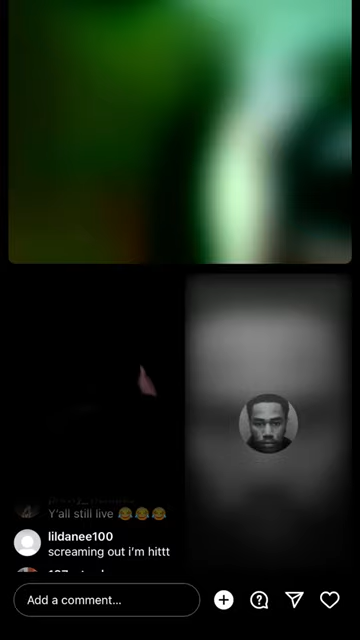 Y'all still live 😂😂😂
lildanee100
screaming out i'm hittt
Add a comment...